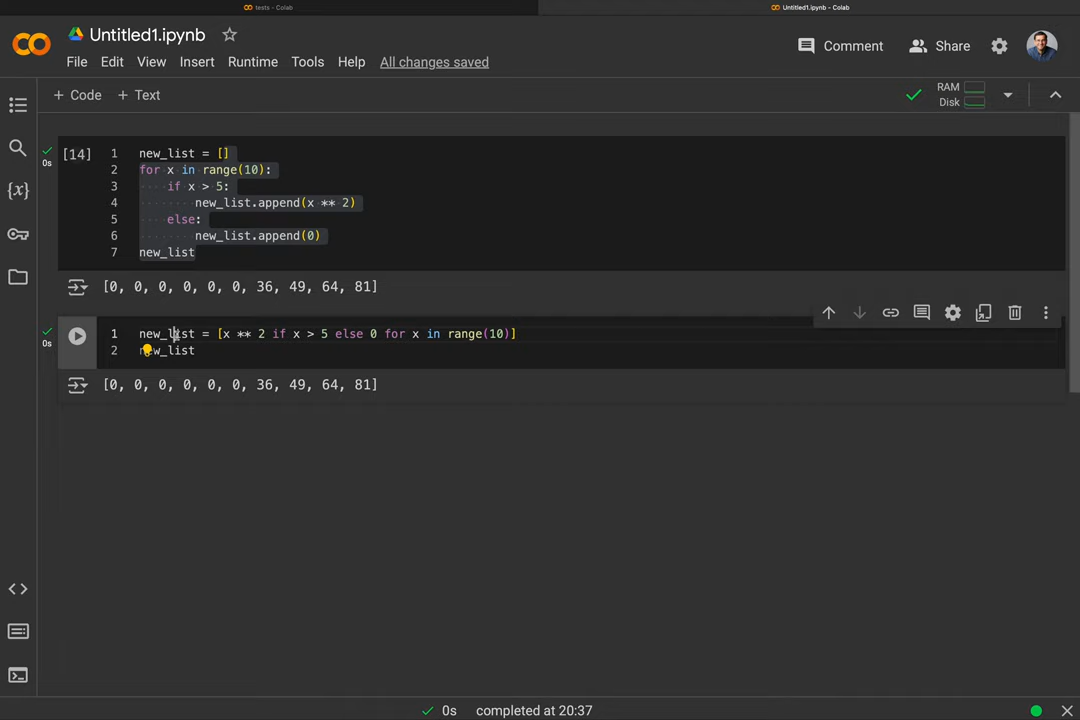 tests - Colab
Untitled1.ipynb - Colab
Untitled1.ipynb
File Edit View Insert Runtime Tools Help All changes saved
Comment Share
+ Code + Text
RAM
Disk
[14]
0s
1 new_list = []
2 for x in range(10):
3 if x > 5:
4 new_list.append(x ** 2)
5 else:
6 new_list.append(0)
7 new_list
[0, 0, 0, 0, 0, 0, 36, 49, 64, 81]
0s
1 new_list = [x ** 2 if x > 5 else 0 for x in range(10)]
2 new_list
[0, 0, 0, 0, 0, 0, 36, 49, 64, 81]
0s completed at 20:37